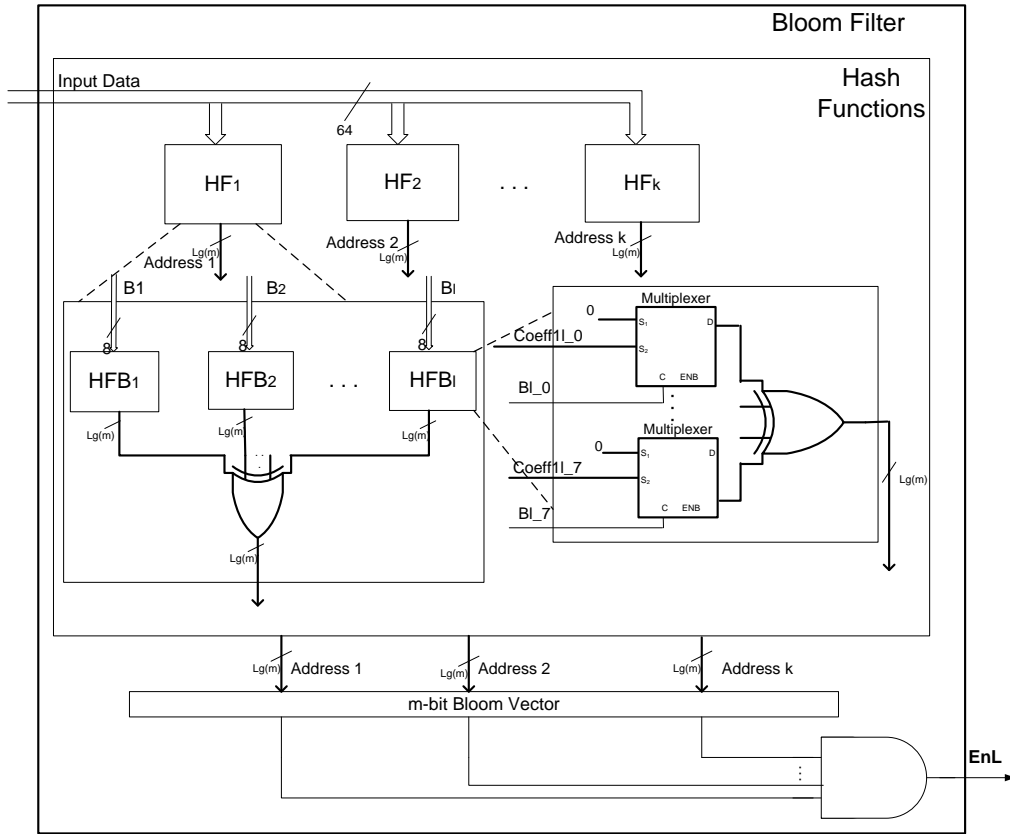 Bloom Filter
Hash
Functions
Input Data
64
HF1
HF2
. . .
HFk
Address 1
Lg(m)
Address 2
Lg(m)
Address k
Lg(m)
B1
B2
Bl
8
8
8
HFB1
HFB2
. . .
HFBl
Lg(m)
Lg(m)
Lg(m)
. . .
Lg(m)
Multiplexer
0
S1
D
Coeff1l_0
S2
C ENB
Bl_0
Multiplexer
0
S1
D
Coeff1l_7
S2
C ENB
Bl_7
Lg(m)
Lg(m)
Address 1
Lg(m)
Address 2
Lg(m)
Address k
m-bit Bloom Vector
EnL